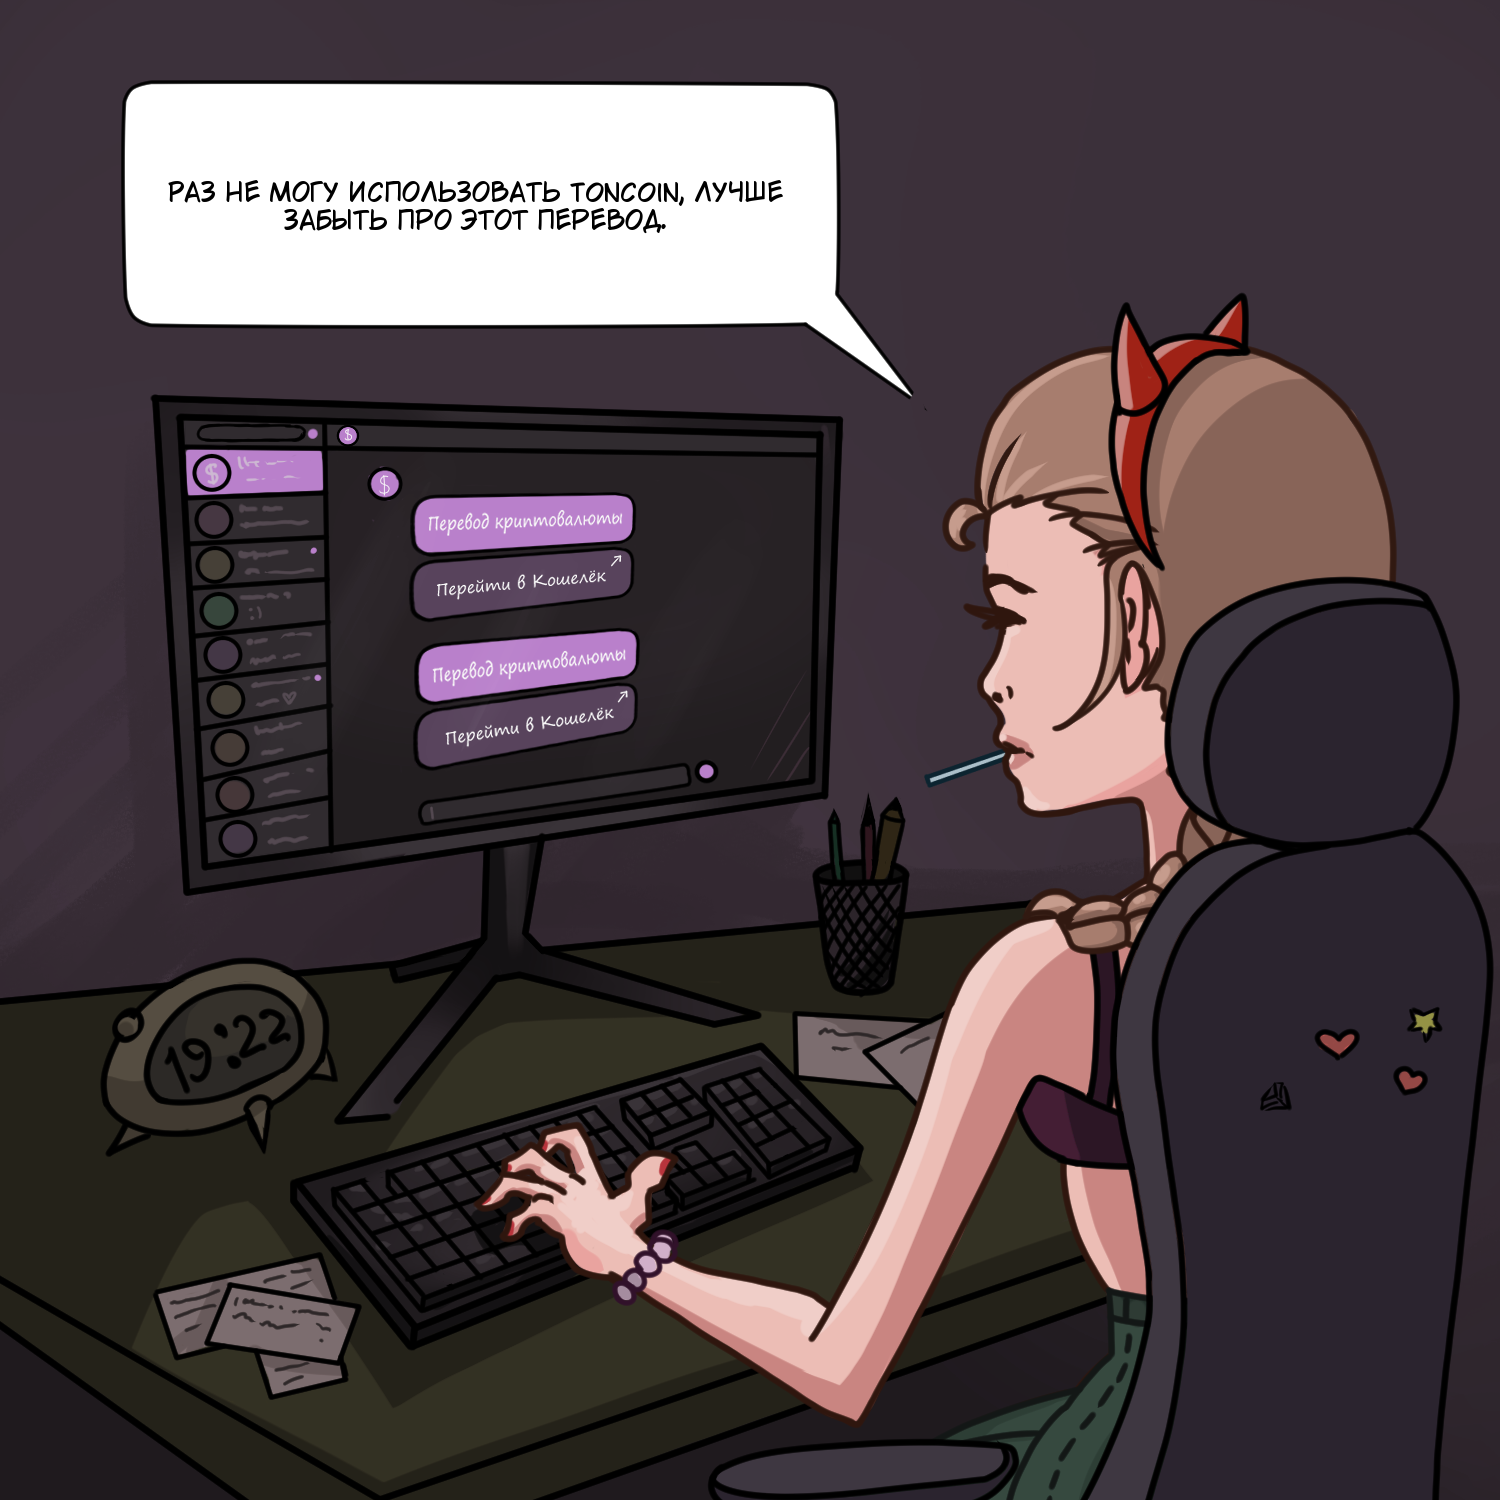 РАЗ НЕ МОГУ ИСПОЛЬЗОВАТЬ TONCOIN, ЛУЧШЕ
ЗАБЫТЬ ПРО ЭТОТ ПЕРЕВОД.
$
$
$
Перевод криптовалюты
Перейти в Кошелёк
Перевод криптовалюты
Перейти в Кошелёк
:)
19:22